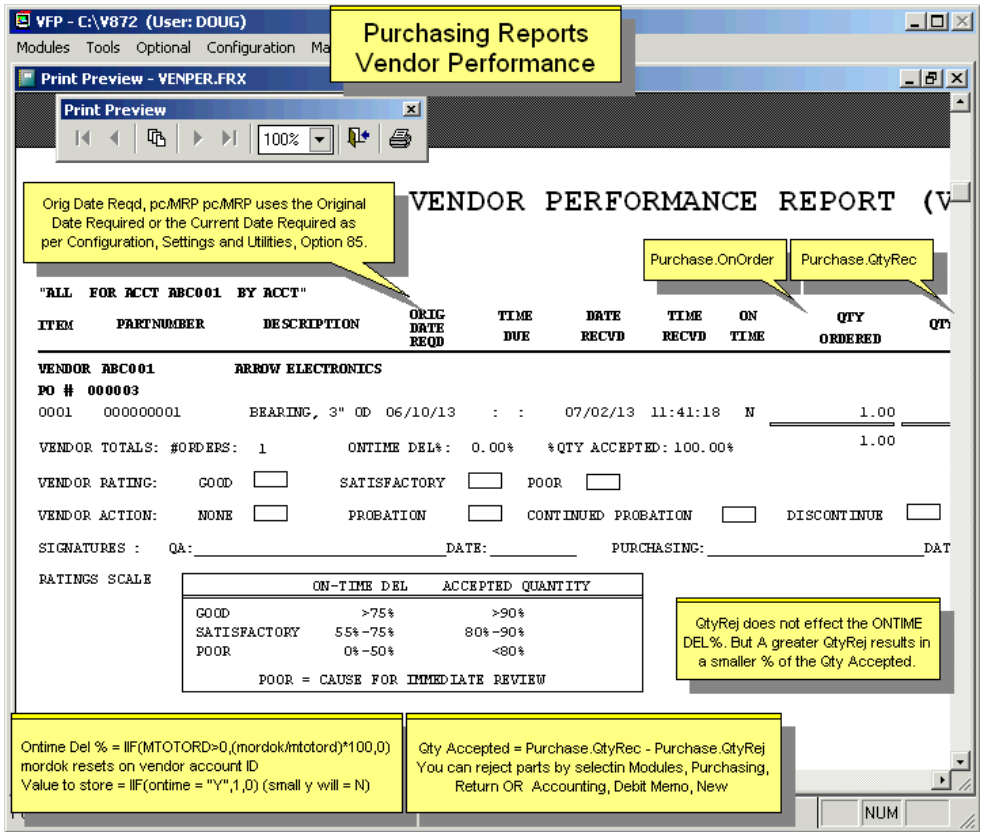 VFP - C:\V872 (User: DOUG)
Purchasing Reports
Vendor Performance
Modules Tools Optional Configuration Ma
Print Preview - VENPER.FRX
Print Preview
100%
VENDOR PERFORMANCE REPORT (V
Orig Date Reqd, pc/MRP pc/MRP uses the Original
Date Required or the Current Date Required as
per Configuration, Settings and Utilities, Option 85.
Purchase.OnOrder
Purchase.QtyRec
"ALL FOR ACCT ABC001 BY ACCT"
ITEM PARTNUMBER DESCRIPTION ORIG DATE REQD TIME DUE DATE RECVD TIME RECVD ON TIME QTY ORDERED QTY
VENDOR ABC001 ARROW ELECTRONICS
PO # 000003
0001 000000001 BEARING, 3" OD 06/10/13 : : 07/02/13 11:41:18 N 1.00
VENDOR TOTALS: #ORDERS: 1 ONTIME DEL%: 0.00% %QTY ACCEPTED: 100.00% 1.00
VENDOR RATING: GOOD SATISFACTORY POOR
VENDOR ACTION: NONE PROBATION CONTINUED PROBATION DISCONTINUE
SIGNATURES : QA: DATE: PURCHASING: DAT
RATINGS SCALE
ON-TIME DEL ACCEPTED QUANTITY
GOOD >75% >90%
SATISFACTORY 55%-75% 80%-90%
POOR 0%-50% <80%
POOR = CAUSE FOR IMMEDIATE REVIEW
QtyRej does not effect the ONTIME
DEL%. But A greater QtyRej results in
a smaller % of the Qty Accepted.
Ontime Del % = IIF(MTOTORD>0,(mordok/mtotord)*100,0)
mordok resets on vendor account ID
Value to store = IIF(ontime = "Y",1,0) (small y will = N)
Qty Accepted = Purchase.QtyRec - Purchase.QtyRej
You can reject parts by selectin Modules, Purchasing,
Return OR Accounting, Debit Memo, New
NUM